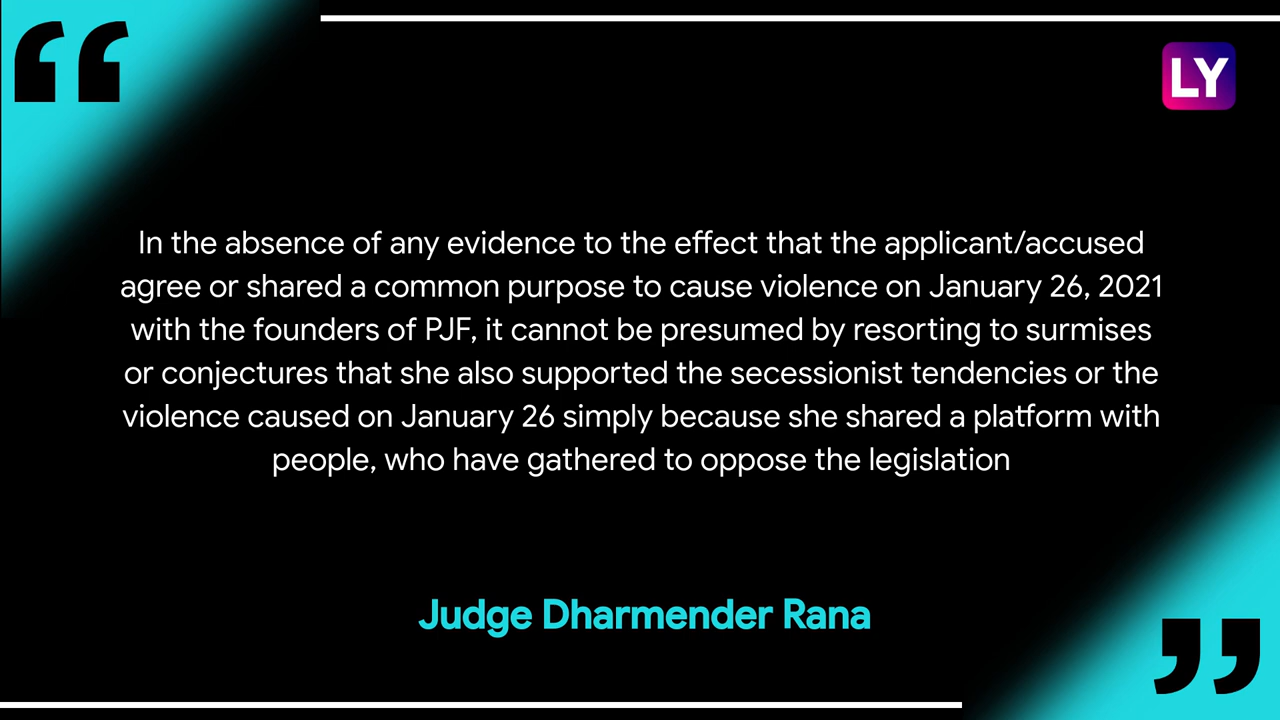 “
LY
In the absence of any evidence to the effect that the applicant/accused
agree or shared a common purpose to cause violence on January 26, 2021
with the founders of PJF, it cannot be presumed by resorting to surmises
or conjectures that she also supported the secessionist tendencies or the
violence caused on January 26 simply because she shared a platform with
people, who have gathered to oppose the legislation
Judge Dharmender Rana
”